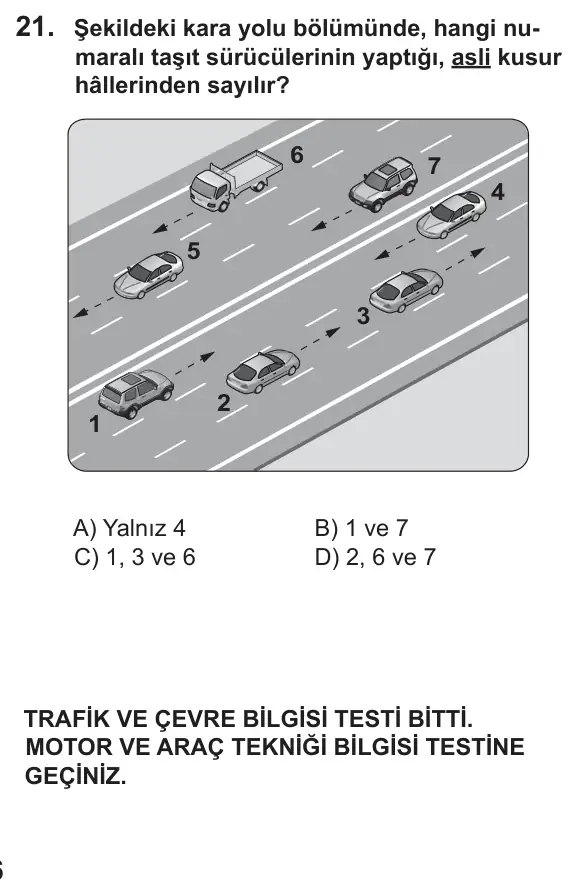 21. Şekildeki kara yolu bölümünde, hangi nu-
maralı taşıt sürücülerinin yaptığı, asli kusur
hâllerinden sayılır?
6
7
4
5
3
2
1
A) Yalnız 4
B) 1 ve 7
C) 1, 3 ve 6
D) 2, 6 ve 7
TRAFİK VE ÇEVRE BİLGİSİ TESTİ BİTTİ.
MOTOR VE ARAÇ TEKNİĞİ BİLGİSİ TESTİNE
GEÇİNİZ.